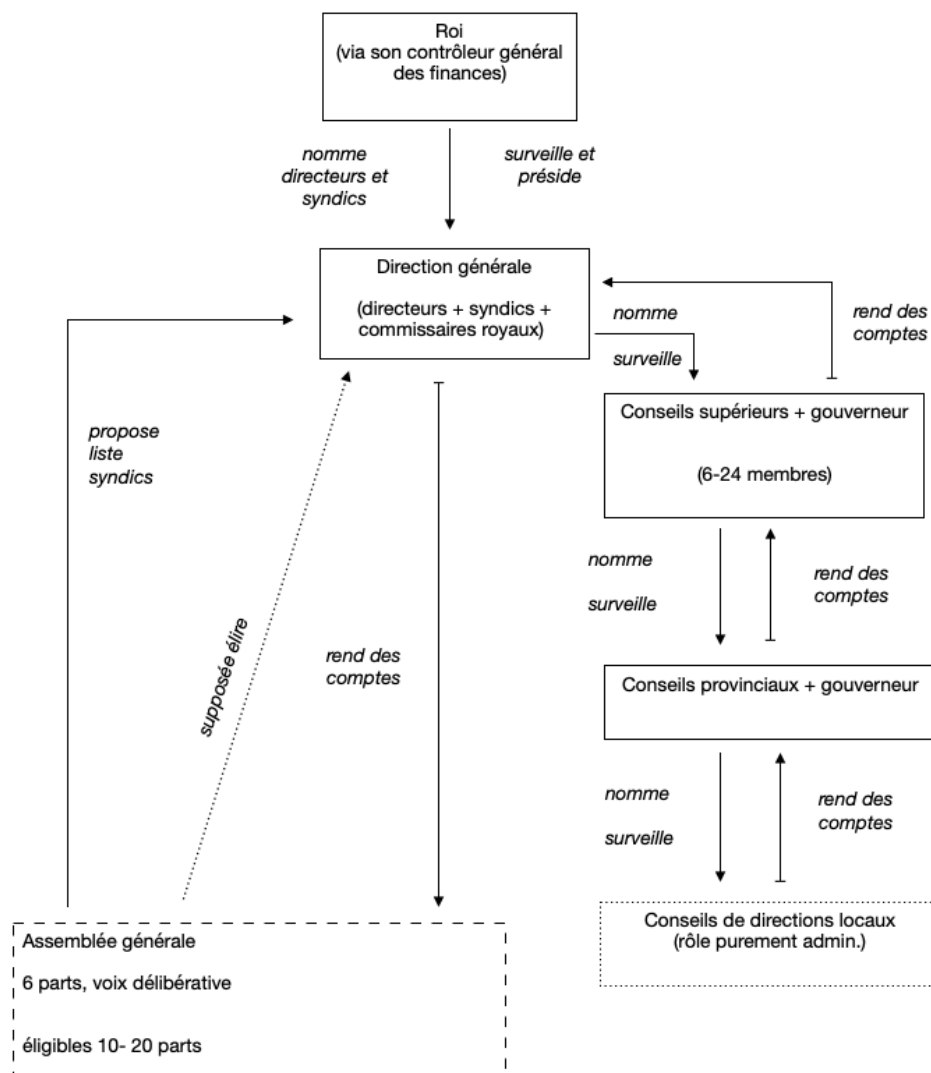 Roi
(via son contrôleur général
des finances)
nomme
directeurs et
syndics
surveille et
préside
Direction générale
(directeurs + syndics +
commissaires royaux)
nomme
surveille
rend des
comptes
propose
liste
syndics
Conseils supérieurs + gouverneur
(6-24 membres)
supposée élire
rend des
comptes
nomme
surveille
rend des
comptes
Conseils provinciaux + gouverneur
nomme
surveille
rend des
comptes
Conseils de directions locaux
(rôle purement admin.)
Assemblée générale
6 parts, voix délibérative
éligibles 10- 20 parts